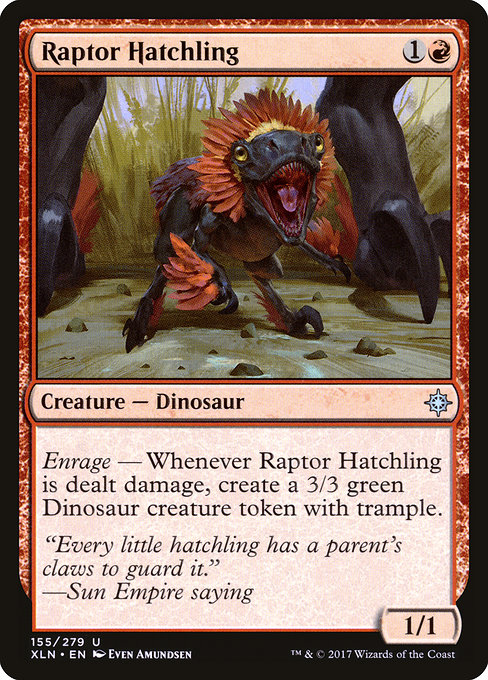 Raptor Hatchling 1
Creature — Dinosaur
Enrage — Whenever Raptor Hatchling
is dealt damage, create a 3/3 green
Dinosaur creature token with trample.
“Every little hatching has a parent’s
claws to guard it.”
—Sun Empire saying
1/1
155/279 U
XLN • EN Even Amundsen
™ & © 2017 Wizards of the Coast